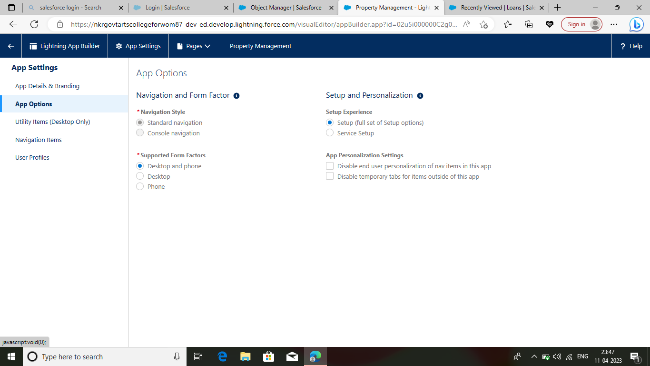 salesforce login - Search
Login | Salesforce
Object Manager | Salesforce
Property Management - Light
Recently Viewed | Loans | Sale
https://nkrgovtartscollegeforwom87-dev-ed.develop.lightning.force.com/visualEditor/appBuilder.app?id=02u5i000000C2q0...
Sign in
Lightning App Builder
App Settings
Pages
Property Management
? Help
App Settings
App Details & Branding
App Options
Utility Items (Desktop Only)
Navigation Items
User Profiles
App Options
Navigation and Form Factor
*Navigation Style
Standard navigation
Console navigation
*Supported Form Factors
Desktop and phone
Desktop
Phone
Setup and Personalization
Setup Experience
Setup (full set of Setup options)
Service Setup
App Personalization Settings
Disable end user personalization of nav items in this app
Disable temporary tabs for items outside of this app
javascript:void(0);
Type here to search
ENG
23:47
11-04-2023